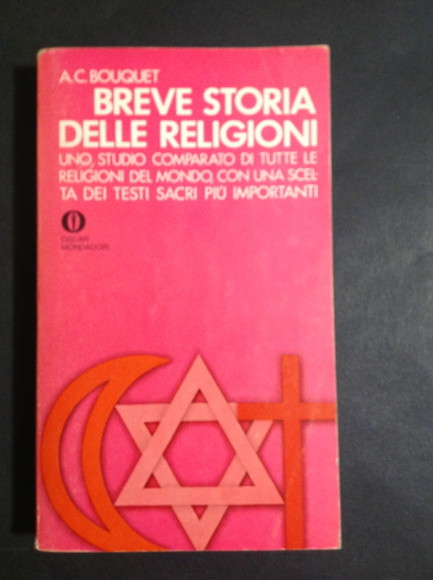 A.C. BOUQUET
BREVE STORIA
DELLE RELIGIONI
UNO STUDIO COMPARATO DI TUTTE LE
RELIGIONI DEL MONDO, CON UNA SCEL-
TA DEI TESTI SACRI PIÚ IMPORTANTI
OSCAR
MONDADORI